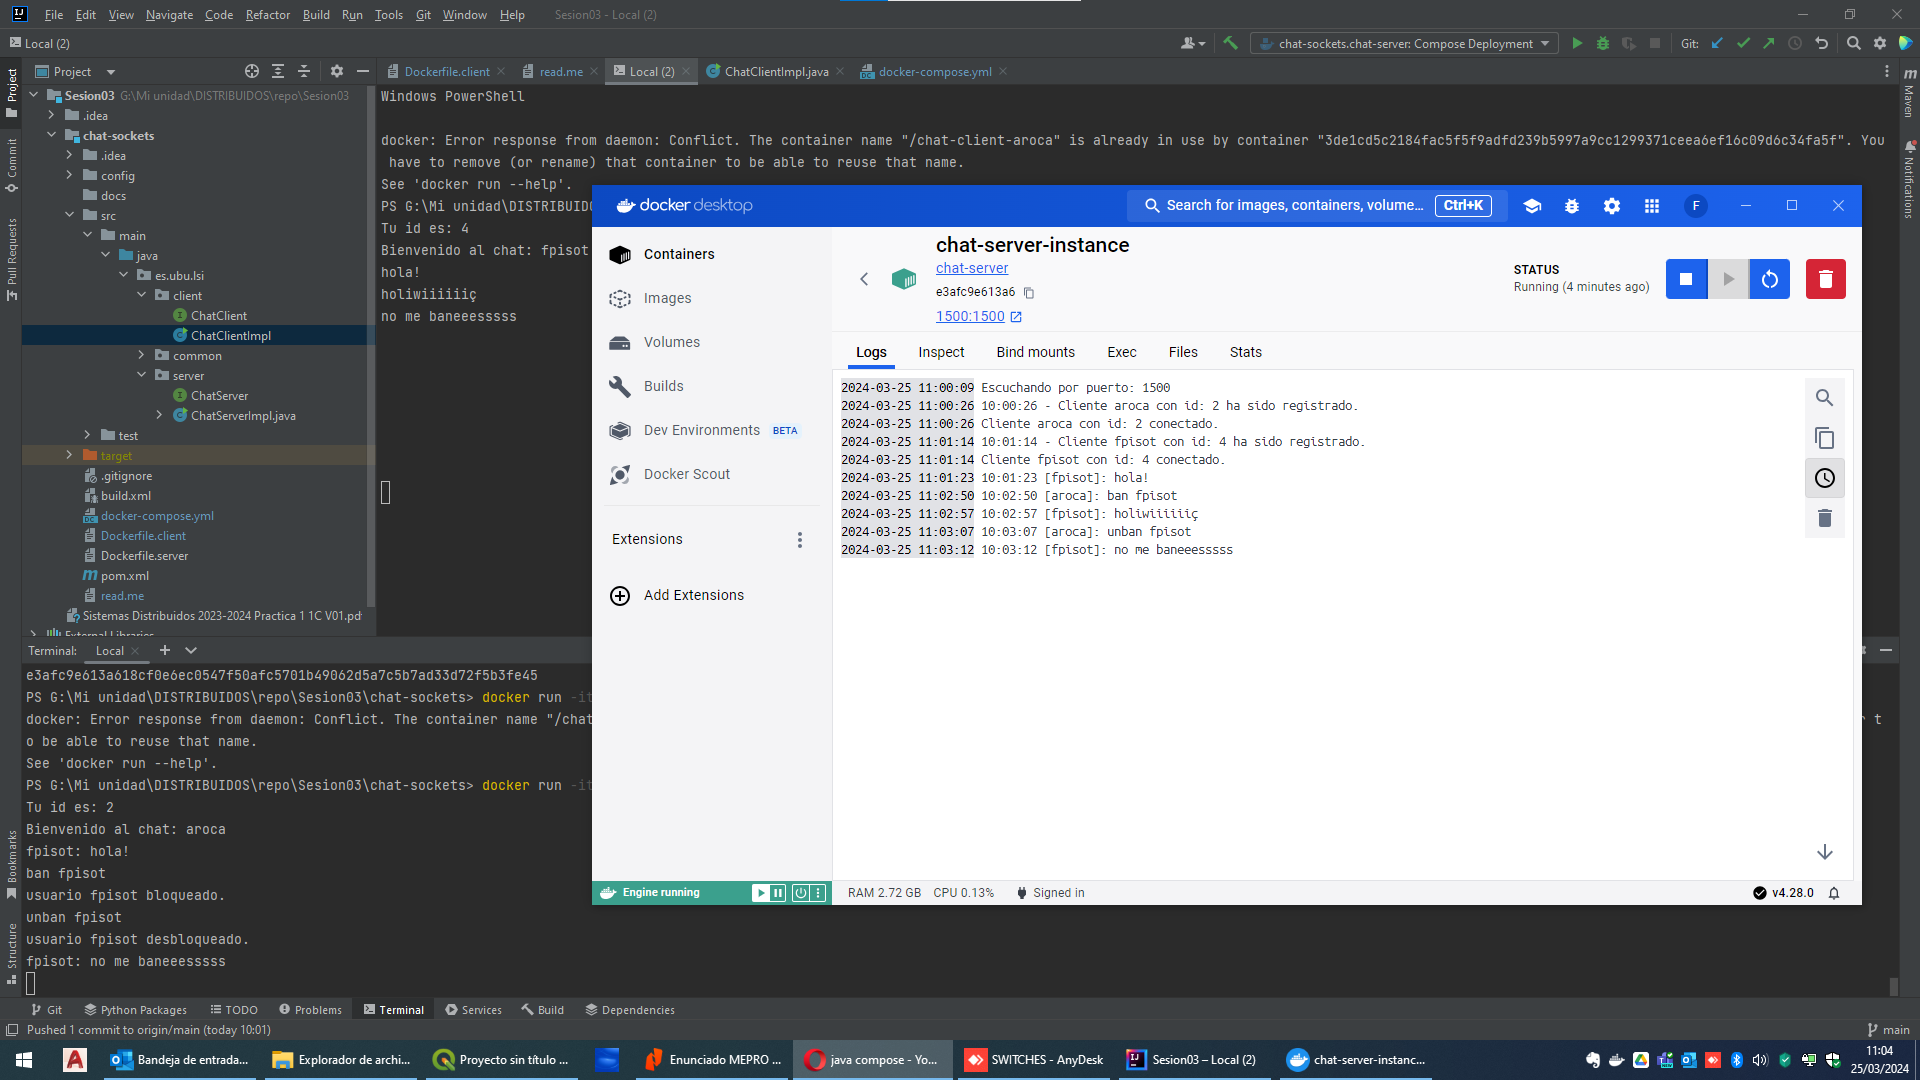 File Edit View Navigate Code Refactor Build Run Tools Git Window Help Sesion03 - Local (2)
Local (2)
chat-sockets.chat-server: Compose Deployment
Git:
Project
Dockerfile.client
read.me
Local (2)
ChatClientImpl.java
docker-compose.yml
Project
Commit
Pull Requests
Bookmarks
Structure
Maven
Notifications
Sesion03 G:\Mi unidad\DISTRIBUIDOS\repo\Sesion03
.idea
chat-sockets
.idea
config
docs
src
main
java
es.ubu.lsi
client
ChatClient
ChatClientImpl
common
server
ChatServer
ChatServerImpl.java
test
target
.gitignore
build.xml
docker-compose.yml
Dockerfile.client
Dockerfile.server
pom.xml
read.me
Sistemas Distribuidos 2023-2024 Practica 1 1C V01.pdf
External Libraries
Windows PowerShell
docker: Error response from daemon: Conflict. The container name "/chat-client-aroca" is already in use by container "3de1cd5c2184fac5f5f9adfd239b5997a9cc1299371ceea6ef16c09d6c34fa5f". You
have to remove (or rename) that container to be able to reuse that name.
See 'docker run --help'.
PS G:\Mi unidad\DISTRIBUIDO
Tu id es: 4
Bienvenido al chat: fpisot
hola!
holiwiiiiiiç
no me baneeesssss
docker desktop
Search for images, containers, volume... Ctrl+K
F
Containers
Images
Volumes
Builds
Dev Environments BETA
Docker Scout
Extensions
Add Extensions
chat-server-instance
chat-server
e3afc9e613a6
1500:1500
STATUS
Running (4 minutes ago)
Logs Inspect Bind mounts Exec Files Stats
2024-03-25 11:00:09 Escuchando por puerto: 1500
2024-03-25 11:00:26 10:00:26 - Cliente aroca con id: 2 ha sido registrado.
2024-03-25 11:00:26 Cliente aroca con id: 2 conectado.
2024-03-25 11:01:14 10:01:14 - Cliente fpisot con id: 4 ha sido registrado.
2024-03-25 11:01:14 Cliente fpisot con id: 4 conectado.
2024-03-25 11:01:23 10:01:23 [fpisot]: hola!
2024-03-25 11:02:50 10:02:50 [aroca]: ban fpisot
2024-03-25 11:02:57 10:02:57 [fpisot]: holiwiiiiiiç
2024-03-25 11:03:07 10:03:07 [aroca]: unban fpisot
2024-03-25 11:03:12 10:03:12 [fpisot]: no me baneeesssss
Engine running
RAM 2.72 GB CPU 0.13% Signed in
v4.28.0
Terminal: Local
e3afc9e613a618cf0e6ec0547f50afc5701b49062d5a7c5b7ad33d72f5b3fe45
PS G:\Mi unidad\DISTRIBUIDOS\repo\Sesion03\chat-sockets> docker run -it
docker: Error response from daemon: Conflict. The container name "/chat
r t
o be able to reuse that name.
See 'docker run --help'.
PS G:\Mi unidad\DISTRIBUIDOS\repo\Sesion03\chat-sockets> docker run -it
Tu id es: 2
Bienvenido al chat: aroca
fpisot: hola!
ban fpisot
usuario fpisot bloqueado.
unban fpisot
usuario fpisot desbloqueado.
fpisot: no me baneeesssss
Git Python Packages TODO Problems Terminal Services Build Dependencies
Pushed 1 commit to origin/main (today 10:01)
main
Bandeja de entrada...
Explorador de archi...
Proyecto sin título ...
Enunciado MEPRO ...
java compose - Yo...
SWITCHES - AnyDesk
Sesion03 – Local (2)
chat-server-instanc...
11:04
25/03/2024